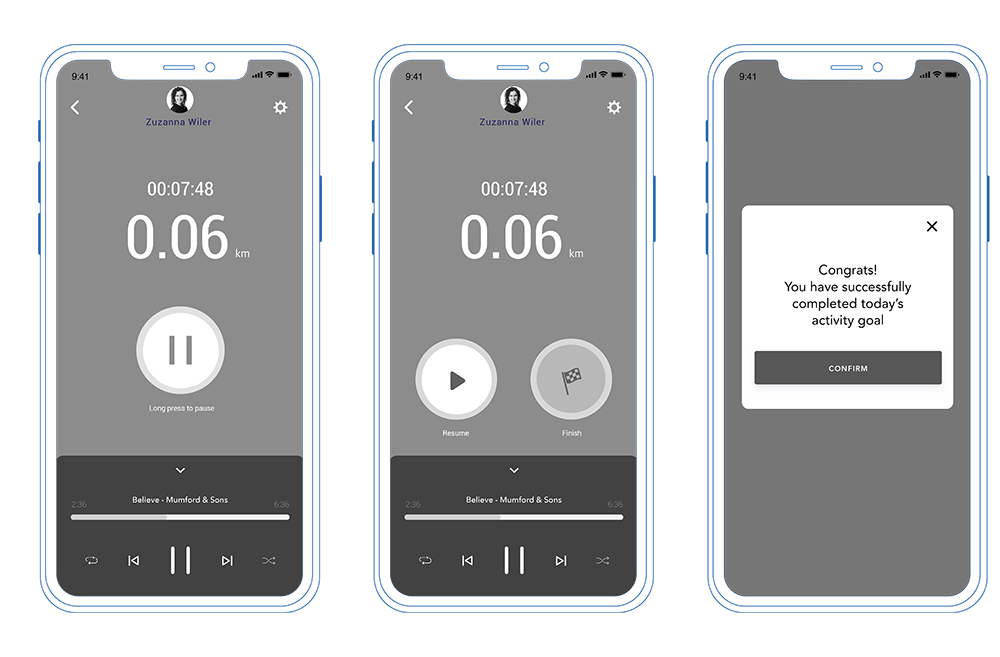 9:41
Zuzanna Wiler
00:07:48
0.06 km
Long press to pause
Believe - Mumford & Sons
2:36 6:36
9:41
Zuzanna Wiler
00:07:48
0.06 km
Resume Finish
Believe - Mumford & Sons
2:36 6:36
9:41
Congrats!
You have successfully
completed today's
activity goal
CONFIRM